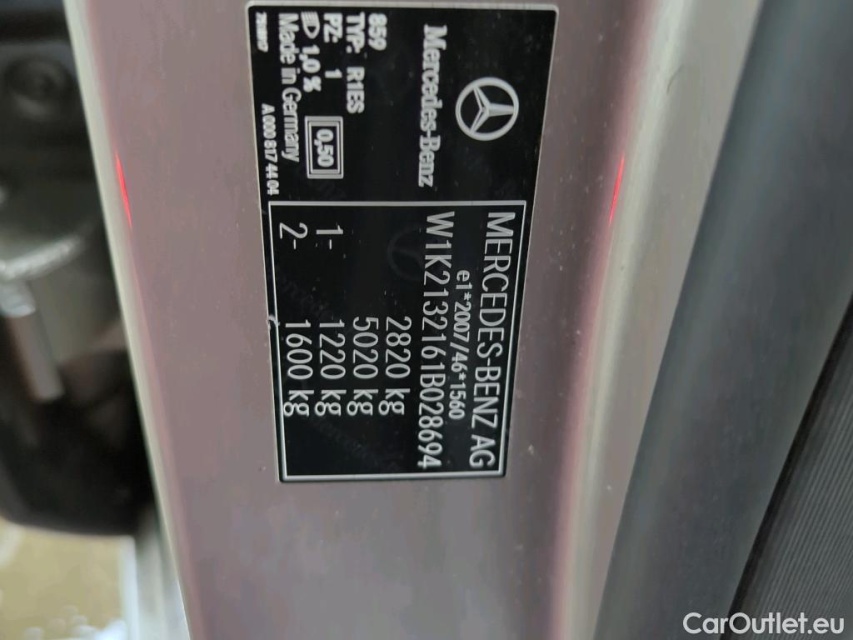 Mercedes-Benz
859
TYP: R1ES
PZ: 1
1,0 %
0,50
Made in Germany
A 000 817 44 04
MERCEDES-BENZ AG
e1*2007/46*1560
W1K2132161B028694
2820 kg
5020 kg
1- 1220 kg
2- 1600 kg
CarOutlet.eu